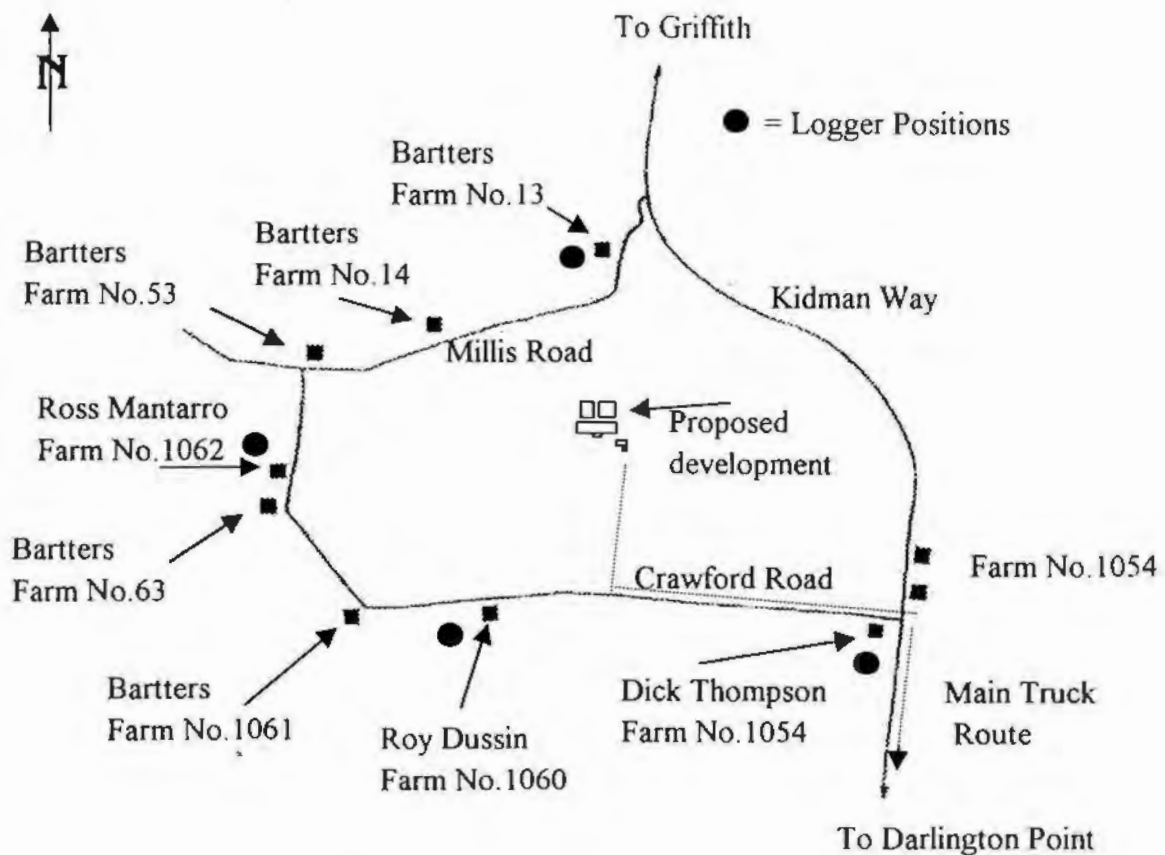 N
To Griffith
= Logger Positions
Bartters
Farm No.13
Bartters
Farm No.14
Bartters
Farm No.53
Kidman Way
Millis Road
Ross Mantarro
Farm No.1062
Proposed
development
Bartters
Farm No.63
Crawford Road
Farm No.1054
Bartters
Farm No.1061
Roy Dussin
Farm No.1060
Dick Thompson
Farm No.1054
Main Truck
Route
To Darlington Point